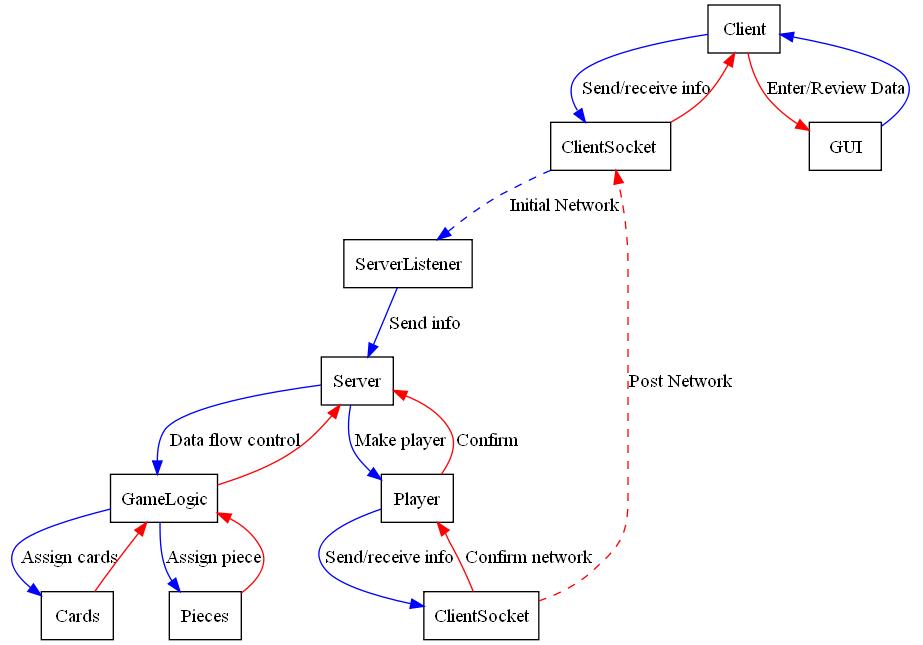 Client
Send/receive info
Enter/Review Data
ClientSocket
GUI
Initial Network
ServerListener
Send info
Server
Post Network
Data flow control
Make player
Confirm
GameLogic
Player
Assign cards
Assign piece
Send/receive info
Confirm network
Cards
Pieces
ClientSocket